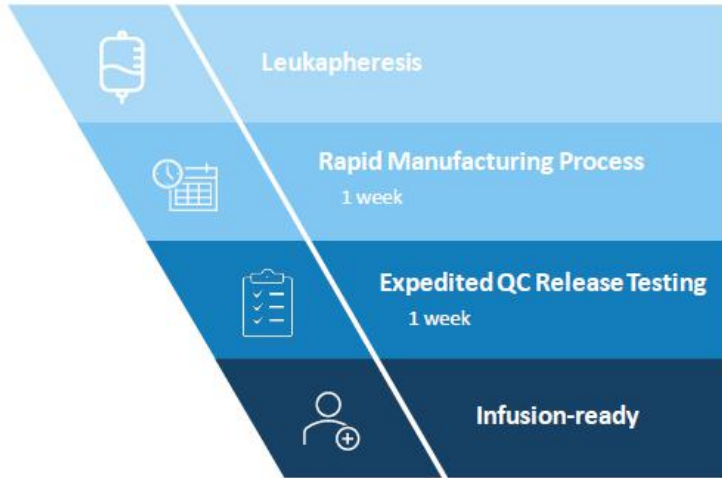 Leukapheresis
Rapid Manufacturing Process
1 week
Expedited QC Release Testing
1 week
Infusion-ready